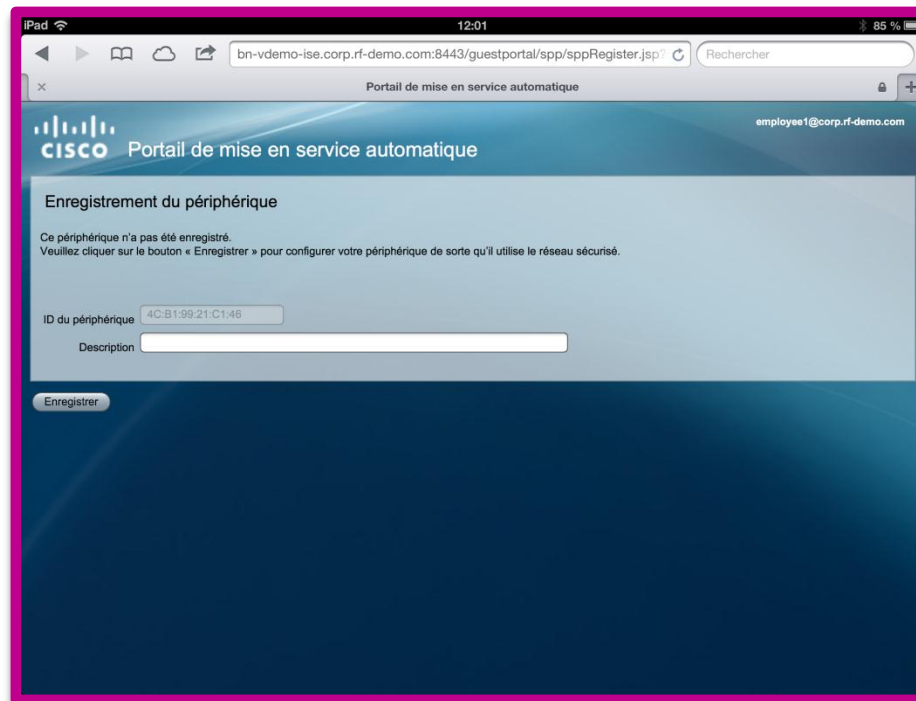 iPad 12:01 85 %
bn-vdemo-ise.corp.rf-demo.com:8443/guestportal/spp/sppRegister.jsp? Rechercher
Portail de mise en service automatique
employee1@corp.rf-demo.com
CISCO Portail de mise en service automatique
Enregistrement du périphérique
Ce périphérique n'a pas été enregistré.
Veuillez cliquer sur le bouton « Enregistrer » pour configurer votre périphérique de sorte qu'il utilise le réseau sécurisé.
ID du périphérique 4C:B1:99:21:C1:46
Description
Enregistrer